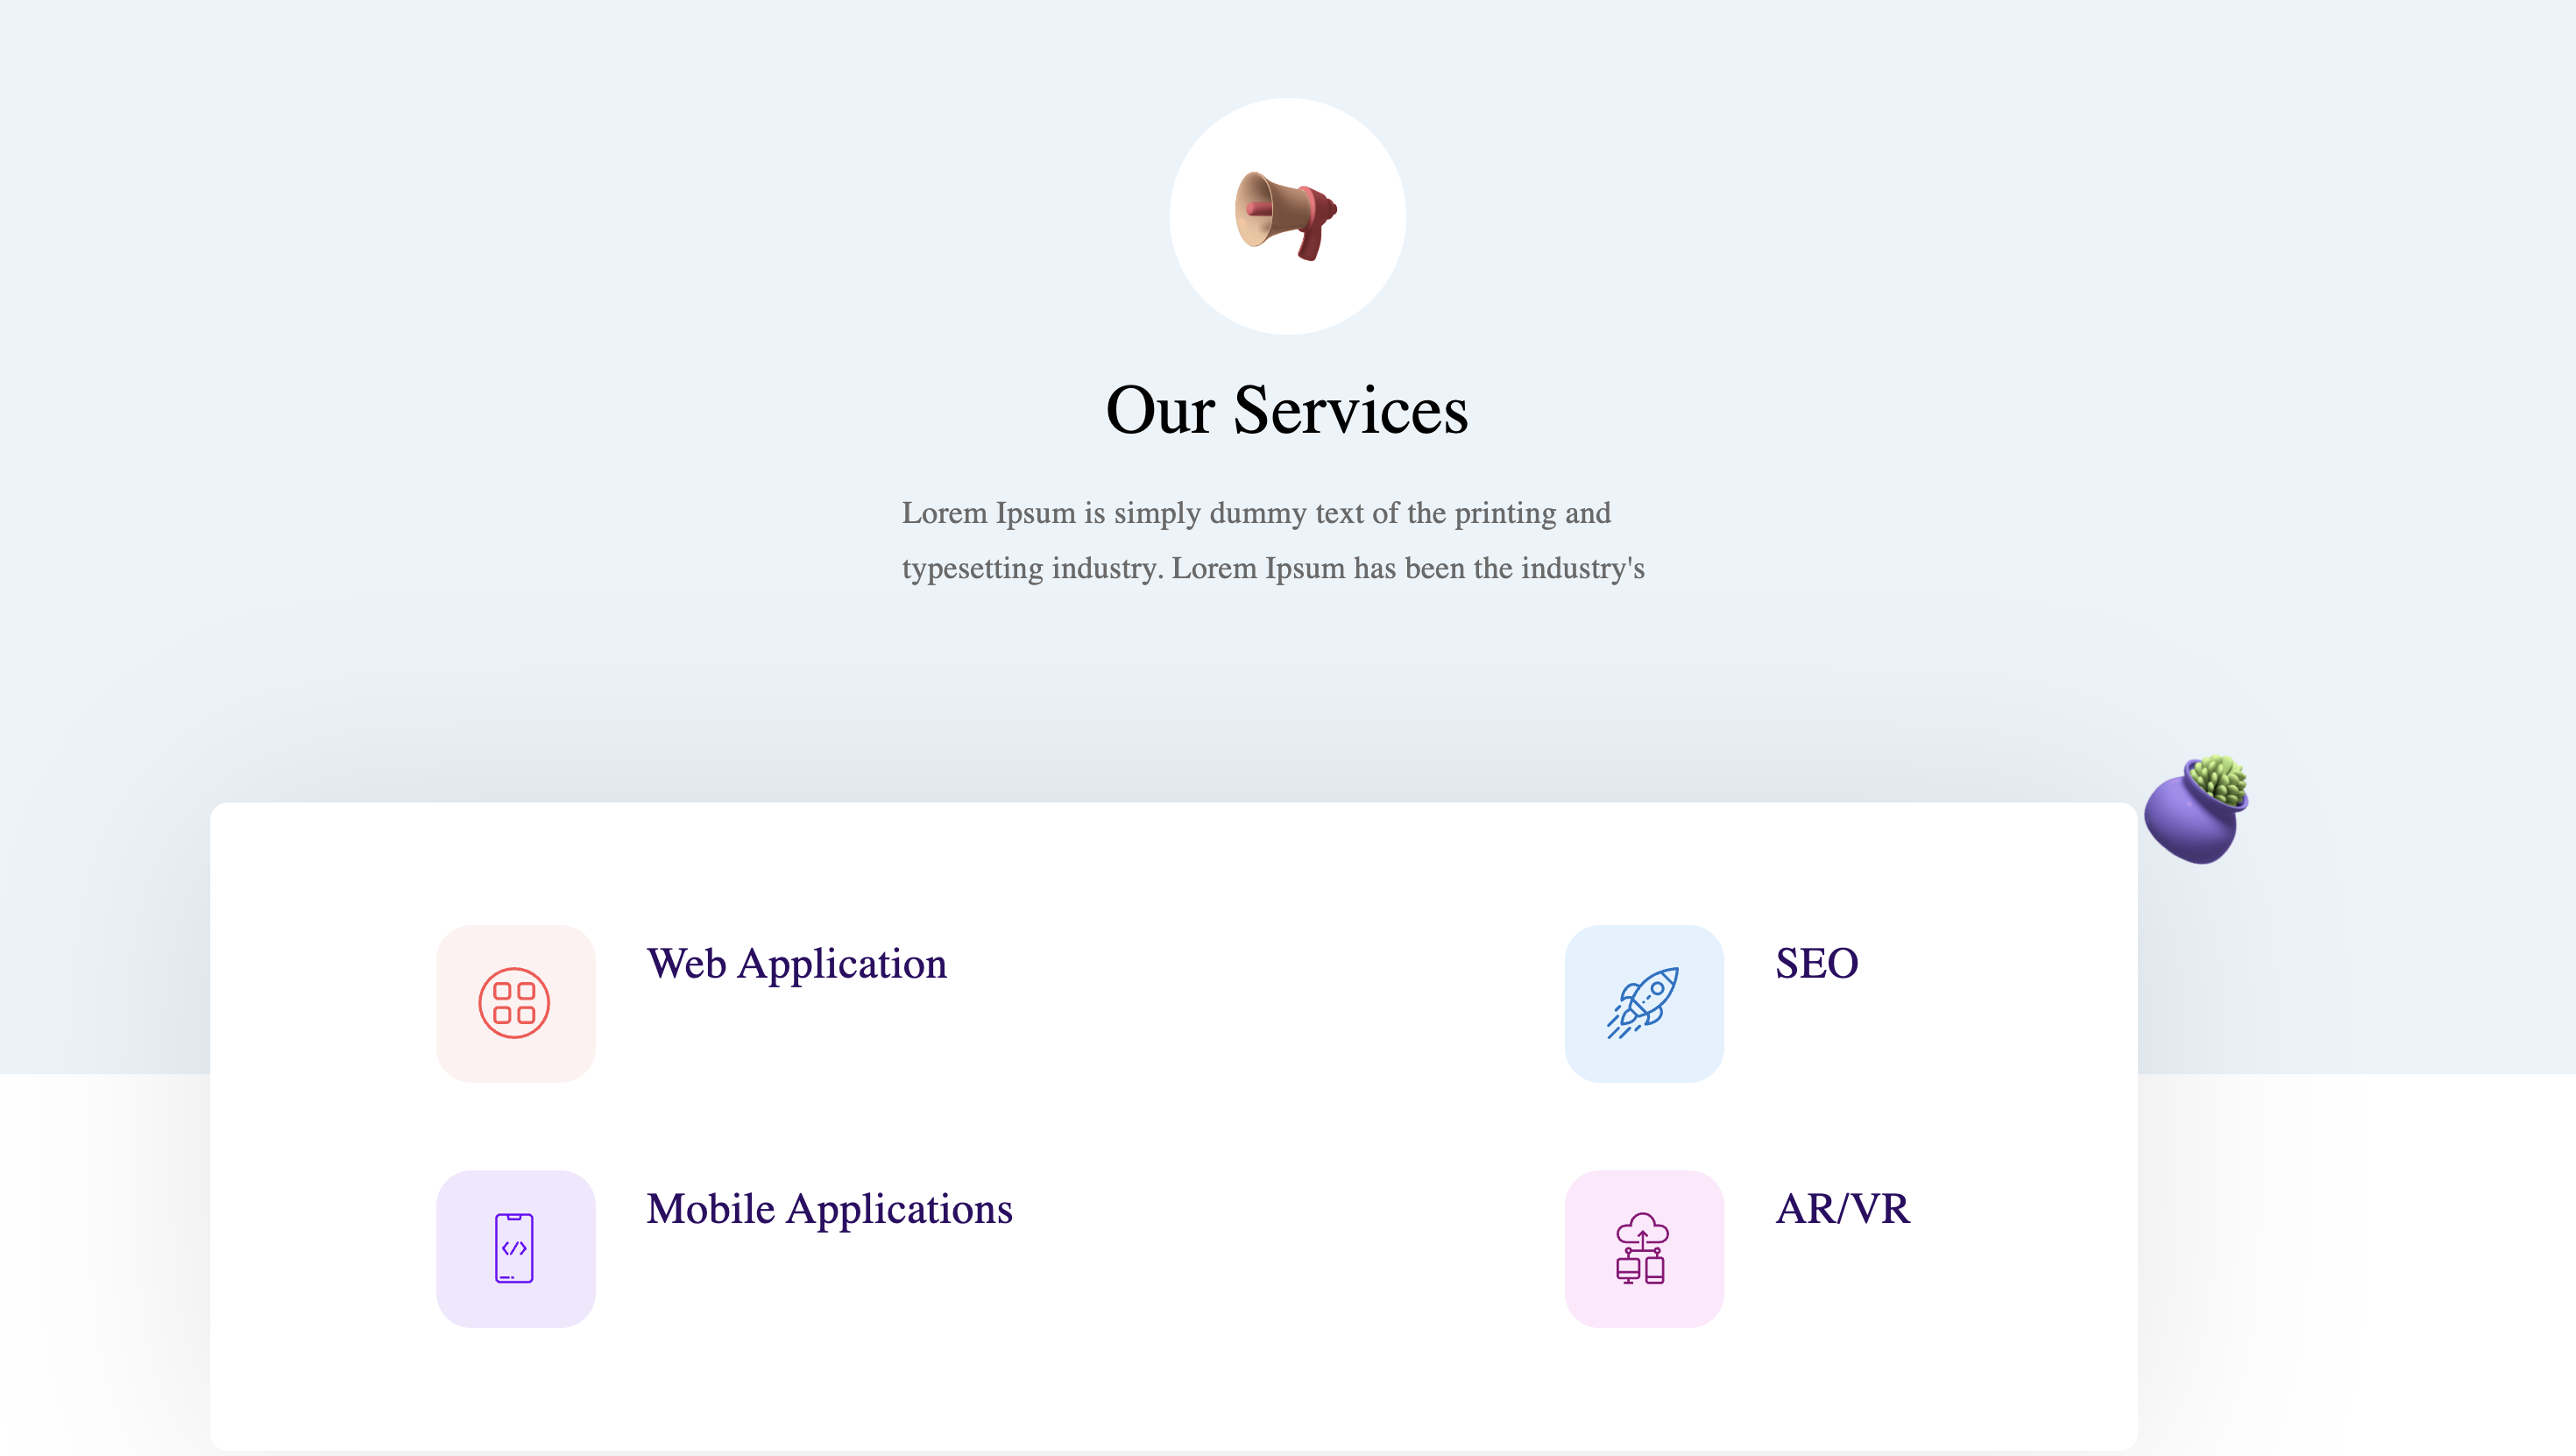 Our Services
Lorem Ipsum is simply dummy text of the printing and
typesetting industry. Lorem Ipsum has been the industry's
Web Application
SEO
Mobile Applications
AR/VR